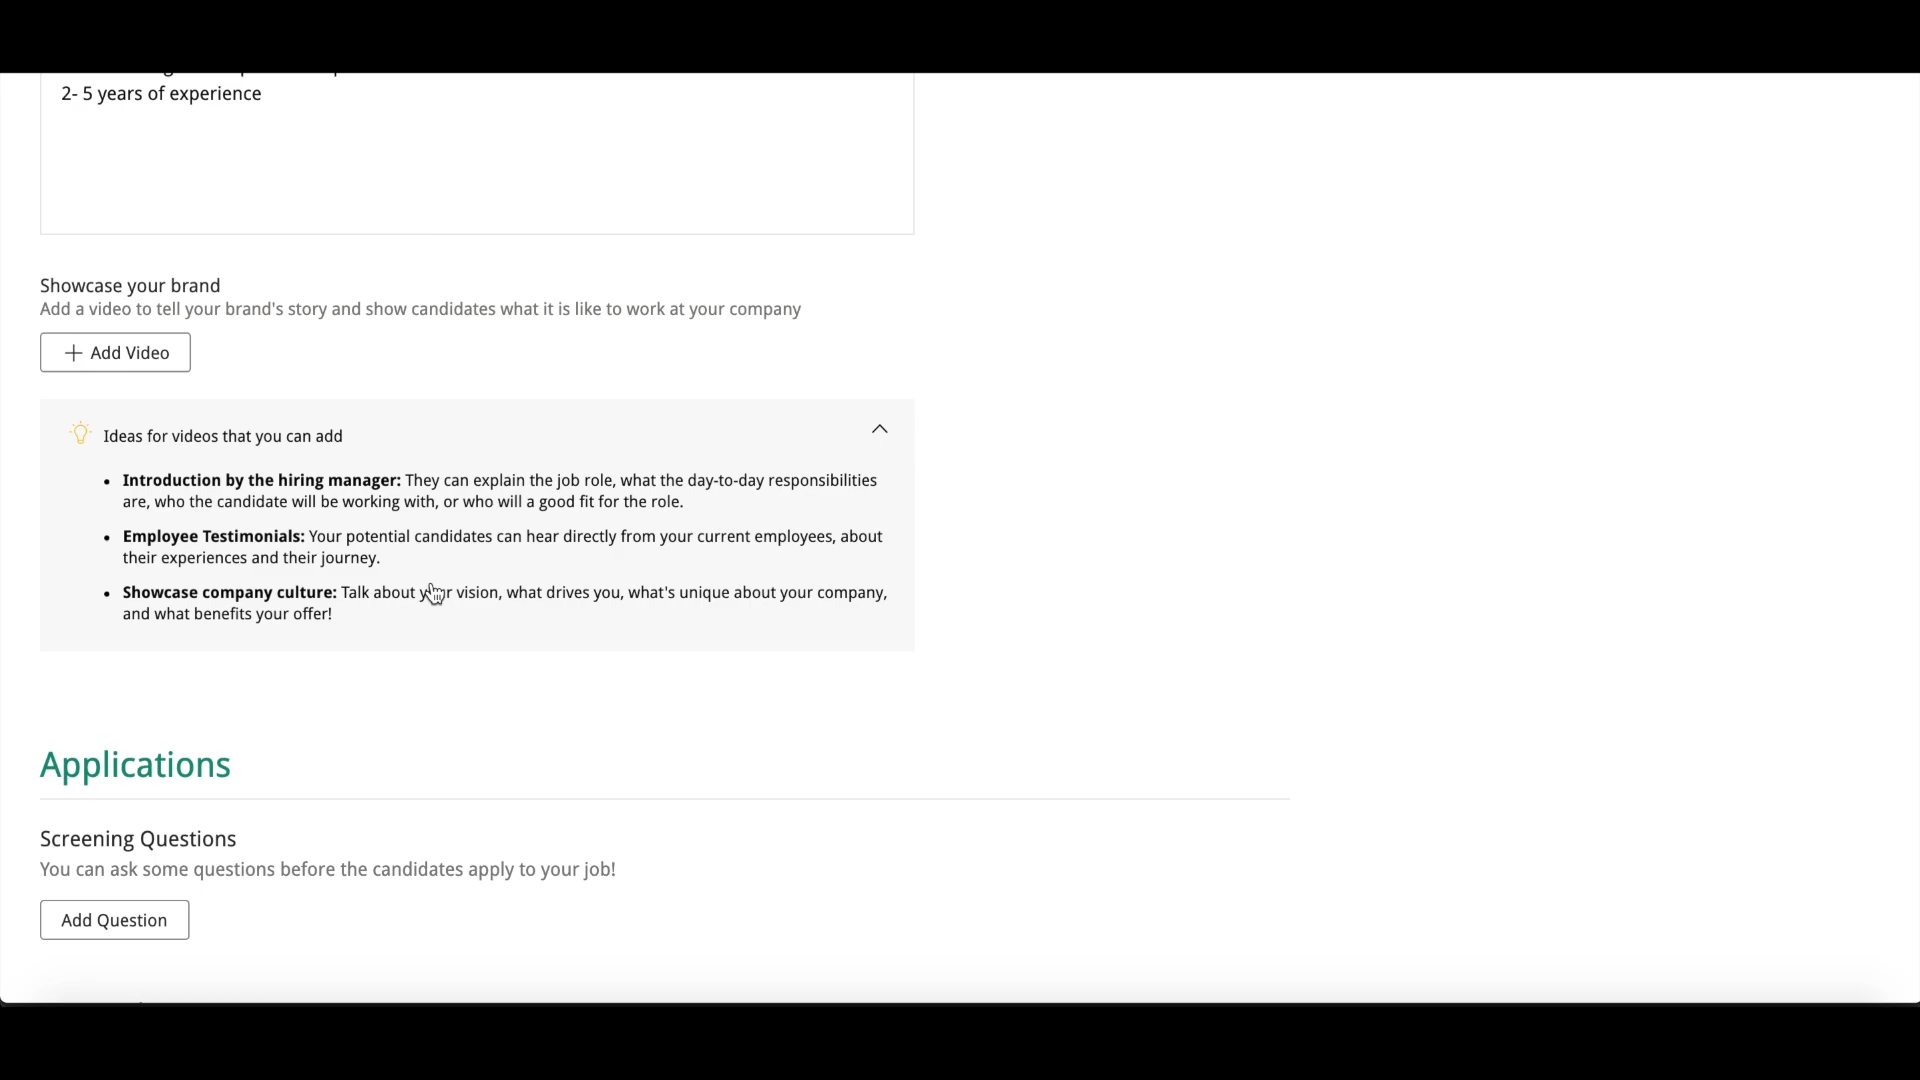 2- 5 years of experience
Showcase your brand
Add a video to tell your brand's story and show candidates what it is like to work at your company
Add Video
Ideas for videos that you can add
Introduction by the hiring manager: They can explain the job role, what the day-to-day responsibilities
are, who the candidate will be working with, or who will a good fit for the role.
Employee Testimonials: Your potential candidates can hear directly from your current employees, about
their experiences and their journey.
Showcase company culture: Talk about your vision, what drives you, what's unique about your company,
and what benefits your offer!
Applications
Screening Questions
You can ask some questions before the candidates apply to your job!
Add Question